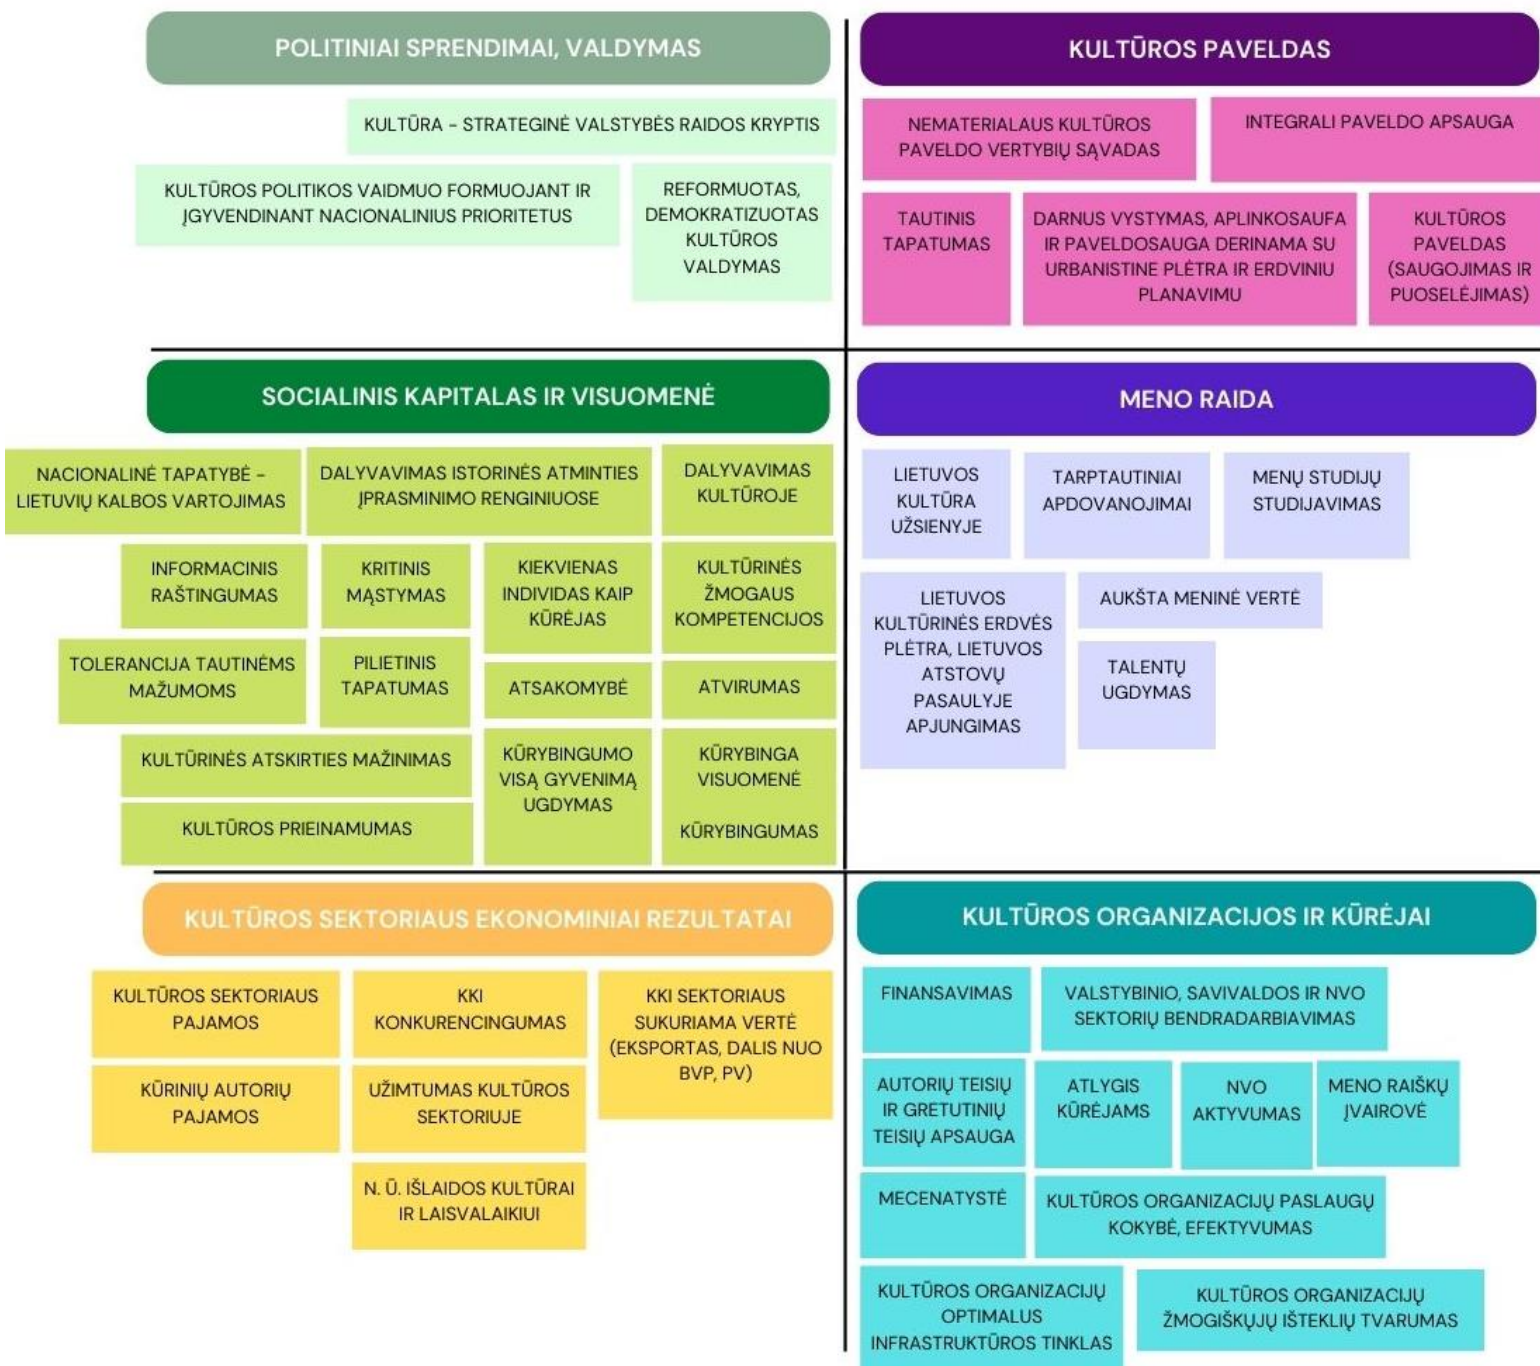 POLITINIAI SPRENDIMAI, VALDYMAS
KULTŪRA - STRATEGINĖ VALSTYBĖS RAIDOS KRYPTIS
KULTŪROS POLITIKOS VAIDMUO FORMUOJANT IR
ĮGYVENDINANT NACIONALINIUS PRIORITETUS
REFORMUOTAS,
DEMOKRATIZUOTAS
KULTŪROS
VALDYMAS
KULTŪROS PAVELDAS
NEMATERIALAUS KULTŪROS
PAVELDO VERTYBIŲ SĄVADAS
INTEGRALI PAVELDO APSAUGA
TAUTINIS
TAPATUMAS
DARNUS VYSTYMAS, APLINKOSAUFA
IR PAVELDOSAUGA DERINAMA SU
URBANISTINE PLĖTRA IR ERDVINIU
PLANAVIMU
KULTŪROS
PAVELDAS
(SAUGOJIMAS IR
PUOSELĖJIMAS)
SOCIALINIS KAPITALAS IR VISUOMENĖ
NACIONALINĖ TAPATYBĖ -
LIETUVIŲ KALBOS VARTOJIMAS
DALYVAVIMAS ISTORINĖS ATMINTIES
ĮPRASMINIMO RENGINIUOSE
DALYVAVIMAS
KULTŪROJE
INFORMACINIS
RAŠTINGUMAS
KRITINIS
MĄSTYMAS
KIEKVIENAS
INDIVIDAS KAIP
KŪRĖJAS
KULTŪRINĖS
ŽMOGAUS
KOMPETENCIJOS
TOLERANCIJA TAUTINĖMS
MAŽUMOMS
PILIETINIS
TAPATUMAS
ATSAKOMYBĖ
ATVIRUMAS
KULTŪRINĖS ATSKIRTIES MAŽINIMAS
KŪRYBINGUMO
VISĄ GYVENIMĄ
UGDYMAS
KŪRYBINGA
VISUOMENĖ
KULTŪROS PRIEINAMUMAS
KŪRYBINGUMAS
MENO RAIDA
LIETUVOS
KULTŪRA
UŽSIENYJE
TARPTAUTINIAI
APDOVANOJIMAI
MENŲ STUDIJŲ
STUDIJAVIMAS
LIETUVOS
KULTŪRINĖS ERDVĖS
PLĖTRA, LIETUVOS
ATSTOVŲ
PASAULYJE
APJUNGIMAS
AUKŠTA MENINĖ VERTĖ
TALENTŲ
UGDYMAS
KULTŪROS SEKTORIAUS EKONOMINIAI REZULTATAI
KULTŪROS SEKTORIAUS
PAJAMOS
KKI
KONKURENCINGUMAS
KKI SEKTORIAUS
SUKURIAMA VERTĖ
(EKSPORTAS, DALIS NUO
BVP, PV)
KŪRINIŲ AUTORIŲ
PAJAMOS
UŽIMTUMAS KULTŪROS
SEKTORIUJE
N. Ū. IŠLAIDOS KULTŪRAI
IR LAISVALAIKIUI
KULTŪROS ORGANIZACIJOS IR KŪRĖJAI
FINANSAVIMAS
VALSTYBINIO, SAVIVALDOS IR NVO
SEKTORIŲ BENDRADARBIAVIMAS
AUTORIŲ TEISIŲ
IR GRETUTINIŲ
TEISIŲ APSAUGA
ATLYGIS
KŪRĖJAMS
NVO
AKTYVUMAS
MENO RAIŠKŲ
ĮVAIROVĖ
MECENATYSTĖ
KULTŪROS ORGANIZACIJŲ PASLAUGŲ
KOKYBĖ, EFEKTYVUMAS
KULTŪROS ORGANIZACIJŲ
OPTIMALUS
INFRASTRUKTŪROS TINKLAS
KULTŪROS ORGANIZACIJŲ
ŽMOGIŠKŲJŲ IŠTEKLIŲ TVARUMAS